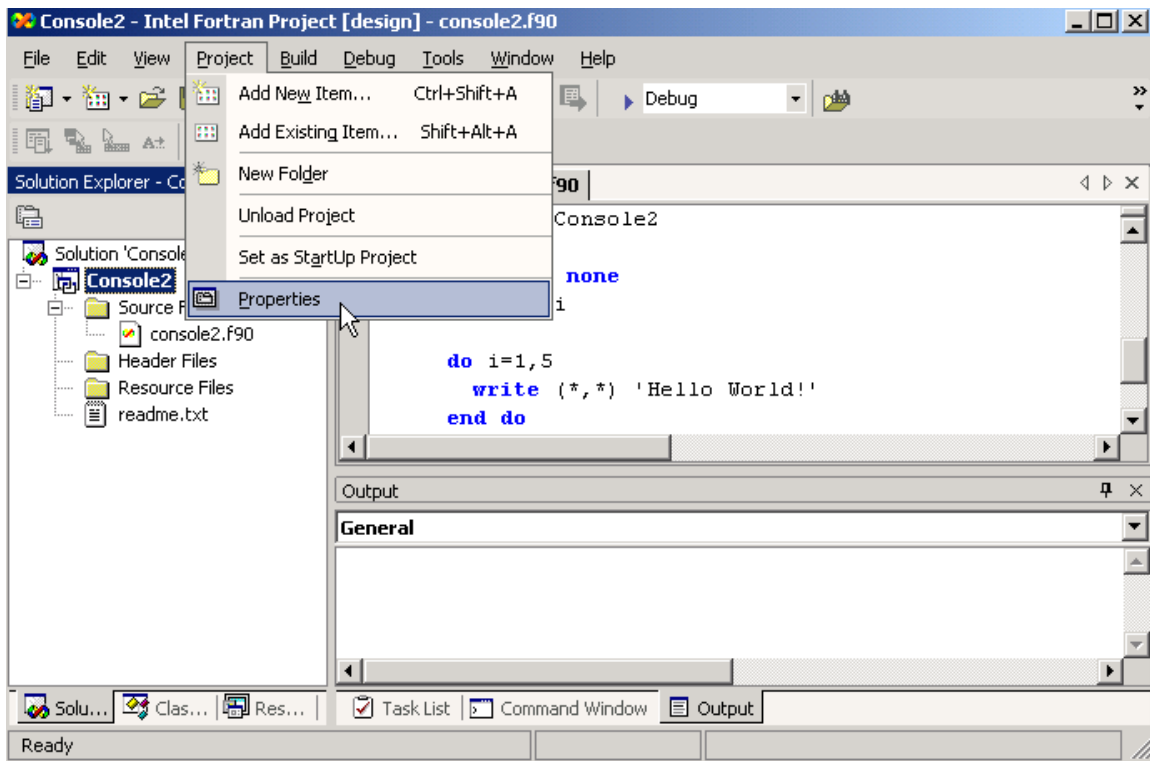 Console2 - Intel Fortran Project [design] - console2.f90
File Edit View Project Build Debug Tools Window Help
Add New Item... Ctrl+Shift+A
Add Existing Item... Shift+Alt+A
New Folder
Unload Project
Set as StartUp Project
Properties
Debug
Solution Explorer - Co
Solution 'Console
Console2
Source F
console2.f90
Header Files
Resource Files
readme.txt
f90
Console2
none
i
do i=1,5
write (*,*) 'Hello World!'
end do
Output
General
Solu... Clas... Res...
Task List Command Window Output
Ready